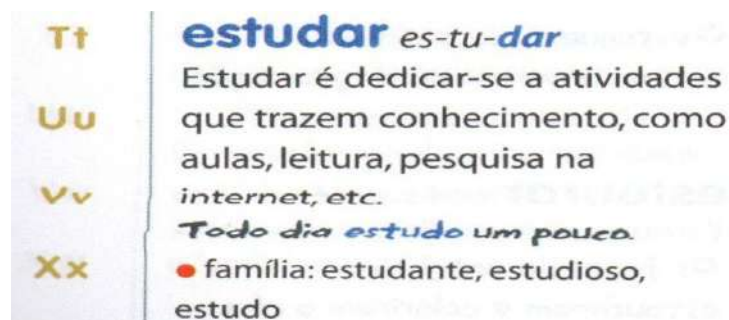 Tt
Uu
Vv
Xx
estudar es-tu-dar
Estudar é dedicar-se a atividades
que trazem conhecimento, como
aulas, leitura, pesquisa na
internet, etc.
Todo dia estudo um pouco.
● família: estudante, estudioso,
estudo